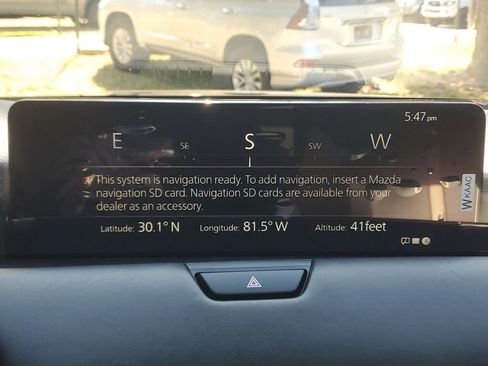 5:47 pm
E SE S SW W
This system is navigation ready. To add navigation, insert a Mazda
navigation SD card. Navigation SD cards are available from your
dealer as an accessory.
W KAAC
Latitude: 30.1° N Longitude: 81.5° W Altitude: 41feet